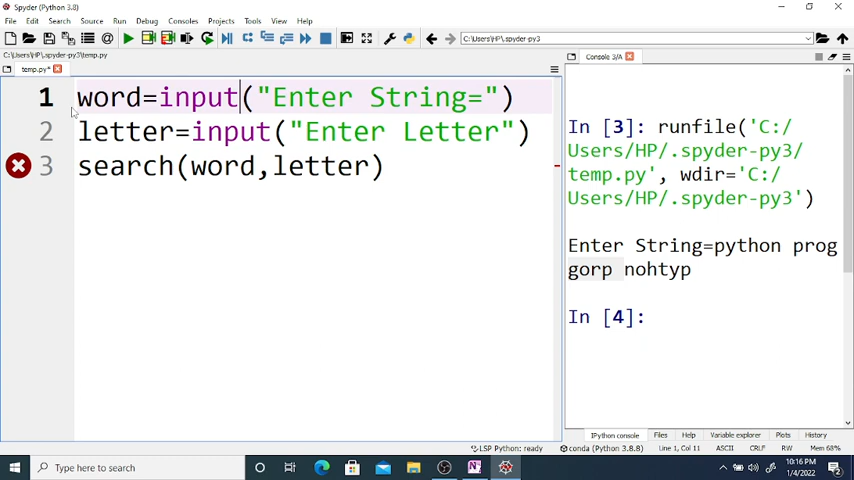 Spyder (Python 3.8)
File Edit Search Source Run Debug Consoles Projects Tools View Help
C:\Users\HP\.spyder-py3
C:\Users\HP\.spyder-py3\temp.py
temp.py*
Console 3/A
1 word=input("Enter String=")
2 letter=input("Enter Letter")
3 search(word,letter)
In [3]: runfile('C:/
Users/HP/.spyder-py3/
temp.py', wdir='C:/
Users/HP/.spyder-py3')
Enter String=python prog
gorp nohtyp
In [4]:
IPython console Files Help Variable explorer Plots History
LSP Python: ready conda (Python 3.8.8) Line 1, Col 11 ASCII CRLF RW Mem 68%
Type here to search
10:16 PM
1/4/2022
2